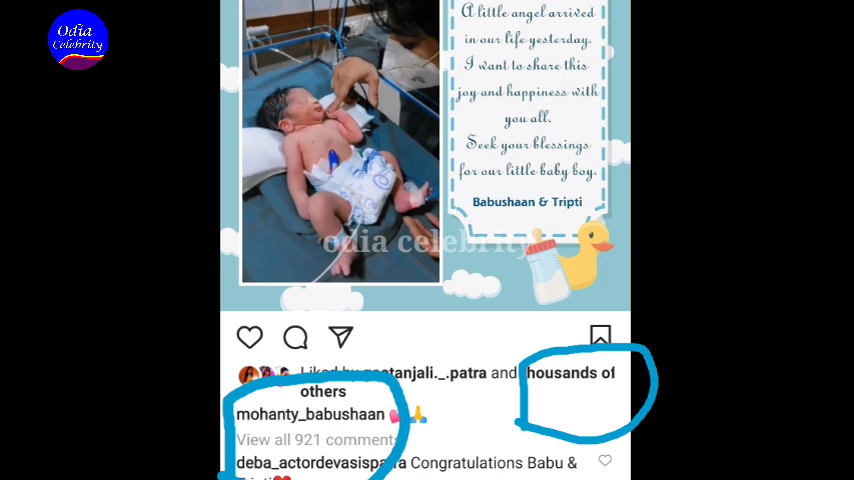 Odia
Celebrity
A little angel arrived
in our life yesterday.
I want to share this
joy and happiness with
you all.
Seek your blessings
for our little baby boy.
Babushaan & Tripti
odia celebrity
Liked by geetanjali._.patra and thousands of
others
mohanty_babushaan 🙏
View all 921 comments
deba_actordevasispatra Congratulations Babu &
Tripti